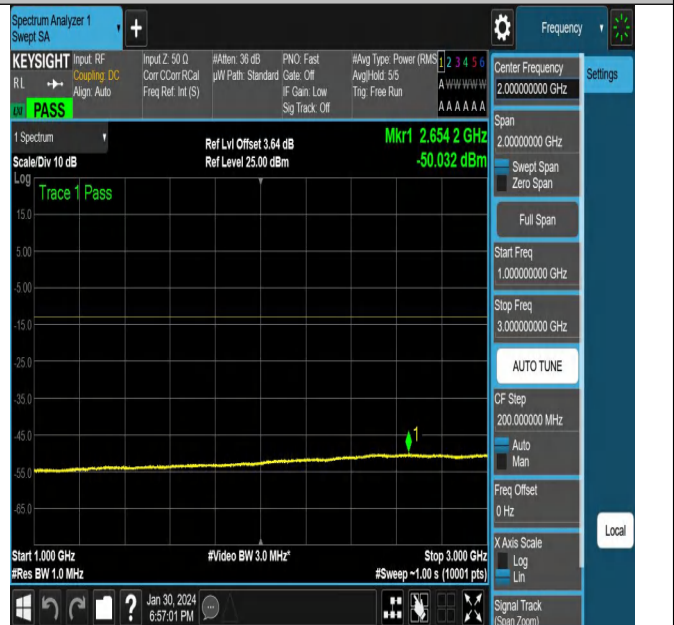 Spectrum Analyzer 1
Swept SA
Frequency
KEYSIGHT
Input: RF
Coupling: DC
Align: Auto
Input Z: 50 Ω
Corr CCorr RCal
Freq Ref: Int (S)
#Atten: 36 dB
µW Path: Standard
PNO: Fast
Gate: Off
IF Gain: Low
Sig Track: Off
#Avg Type: Power (RMS
Avg|Hold: 5/5
Trig: Free Run
1 2 3 4 5 6
A W W W W W
A A A A A A
RL
LXI PASS
1 Spectrum
Scale/Div 10 dB
Ref Lvl Offset 3.64 dB
Ref Level 25.00 dBm
Mkr1 2.654 2 GHz
-50.032 dBm
Log
Trace 1 Pass
15.0
5.00
-5.00
-15.0
-25.0
-35.0
-45.0
-55.0
-65.0
1
Start 1.000 GHz
#Res BW 1.0 MHz
#Video BW 3.0 MHz*
Stop 3.000 GHz
#Sweep ~1.00 s (10001 pts)
Center Frequency
2.00000000 GHz
Settings
Span
2.00000000 GHz
Swept Span
Zero Span
Full Span
Start Freq
1.000000000 GHz
Stop Freq
3.000000000 GHz
AUTO TUNE
CF Step
200.000000 MHz
Auto
Man
Freq Offset
0 Hz
X Axis Scale
Log
Lin
Signal Track
(Span Zoom)
Local
?
Jan 30, 2024
6:57:01 PM